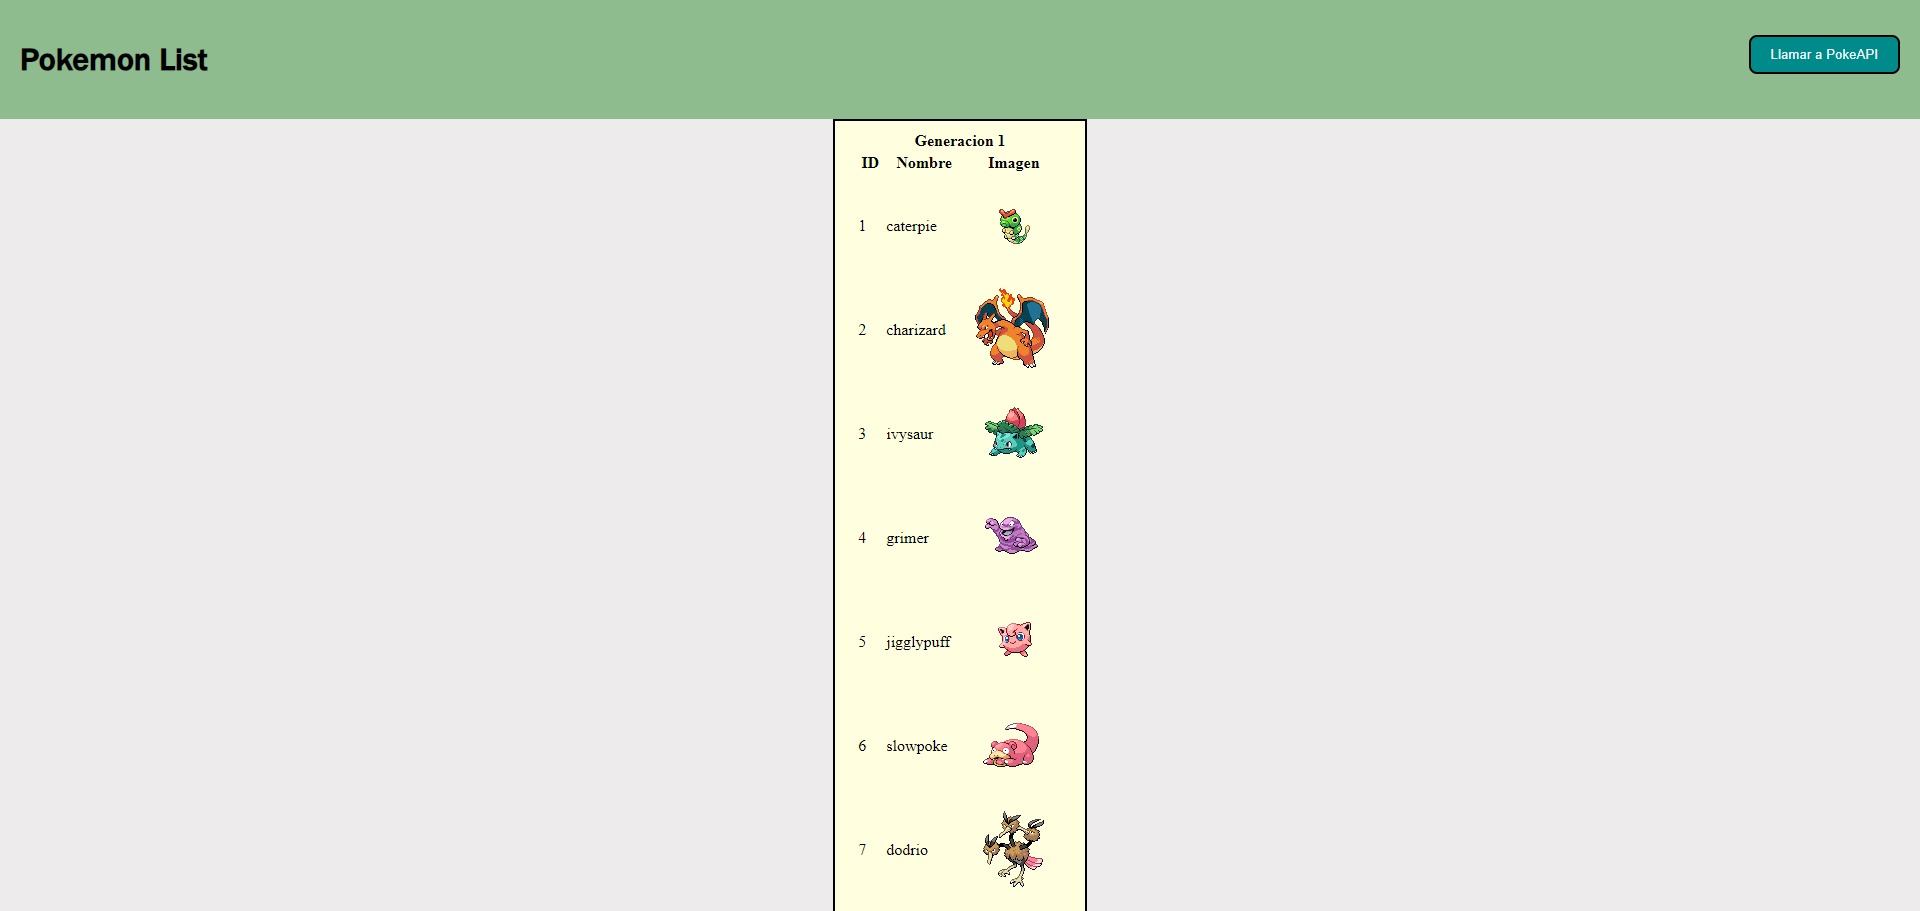 Pokemon List
Llamar a PokeAPI
Generacion 1
ID Nombre Imagen
1 caterpie
2 charizard
3 ivysaur
4 grimer
5 jigglypuff
6 slowpoke
7 dodrio